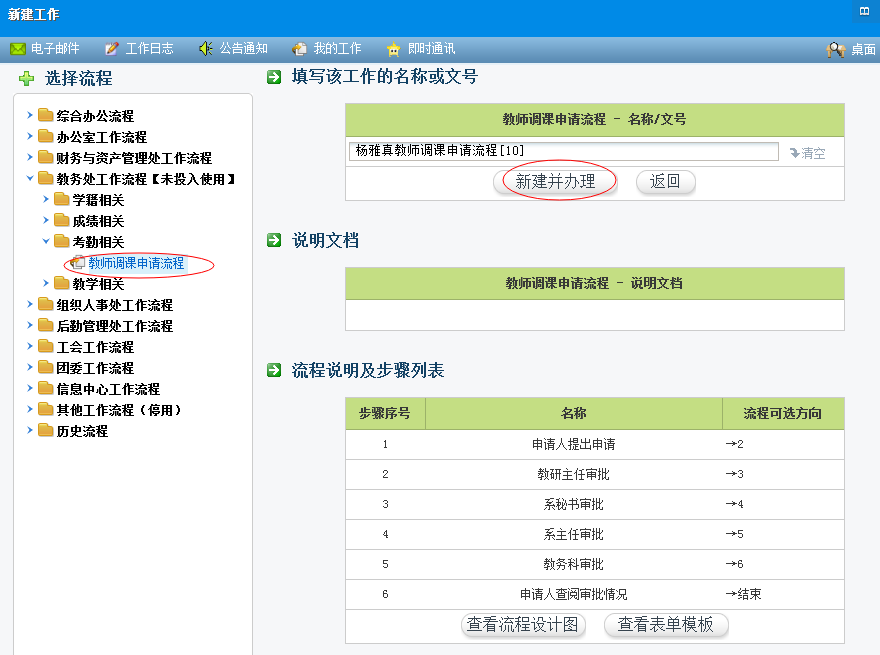 新建工作
电子邮件 工作日志 公告通知 我的工作 即时通讯 桌面
选择流程
综合办公流程
办公室工作流程
财务与资产管理处工作流程
教务处工作流程【未投入使用】
学籍相关
成绩相关
考勤相关
教师调课申请流程
教学相关
组织人事处工作流程
后勤管理处工作流程
工会工作流程
团委工作流程
信息中心工作流程
其他工作流程（停用）
历史流程
填写该工作的名称或文号
教师调课申请流程 - 名称/文号
杨雅真教师调课申请流程[10] 清空
新建并办理 返回
说明文档
教师调课申请流程 - 说明文档
流程说明及步骤列表
步骤序号 名称 流程可选方向
1 申请人提出申请 →2
2 教研主任审批 →3
3 系秘书审批 →4
4 系主任审批 →5
5 教务科审批 →6
6 申请人查阅审批情况 →结束
查看流程设计图 查看表单模板